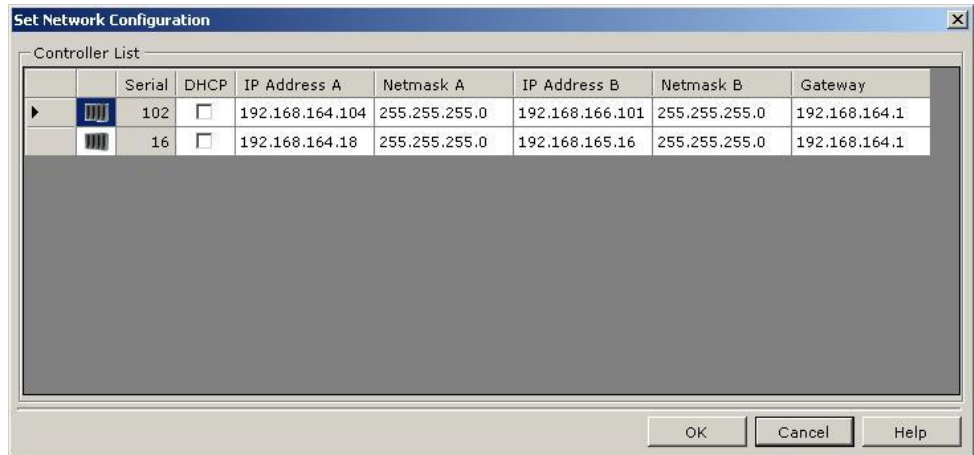 Set Network Configuration
Controller List
Serial DHCP IP Address A Netmask A IP Address B Netmask B Gateway
102 192.168.164.104 255.255.255.0 192.168.166.101 255.255.255.0 192.168.164.1
16 192.168.164.18 255.255.255.0 192.168.165.16 255.255.255.0 192.168.164.1
OK Cancel Help